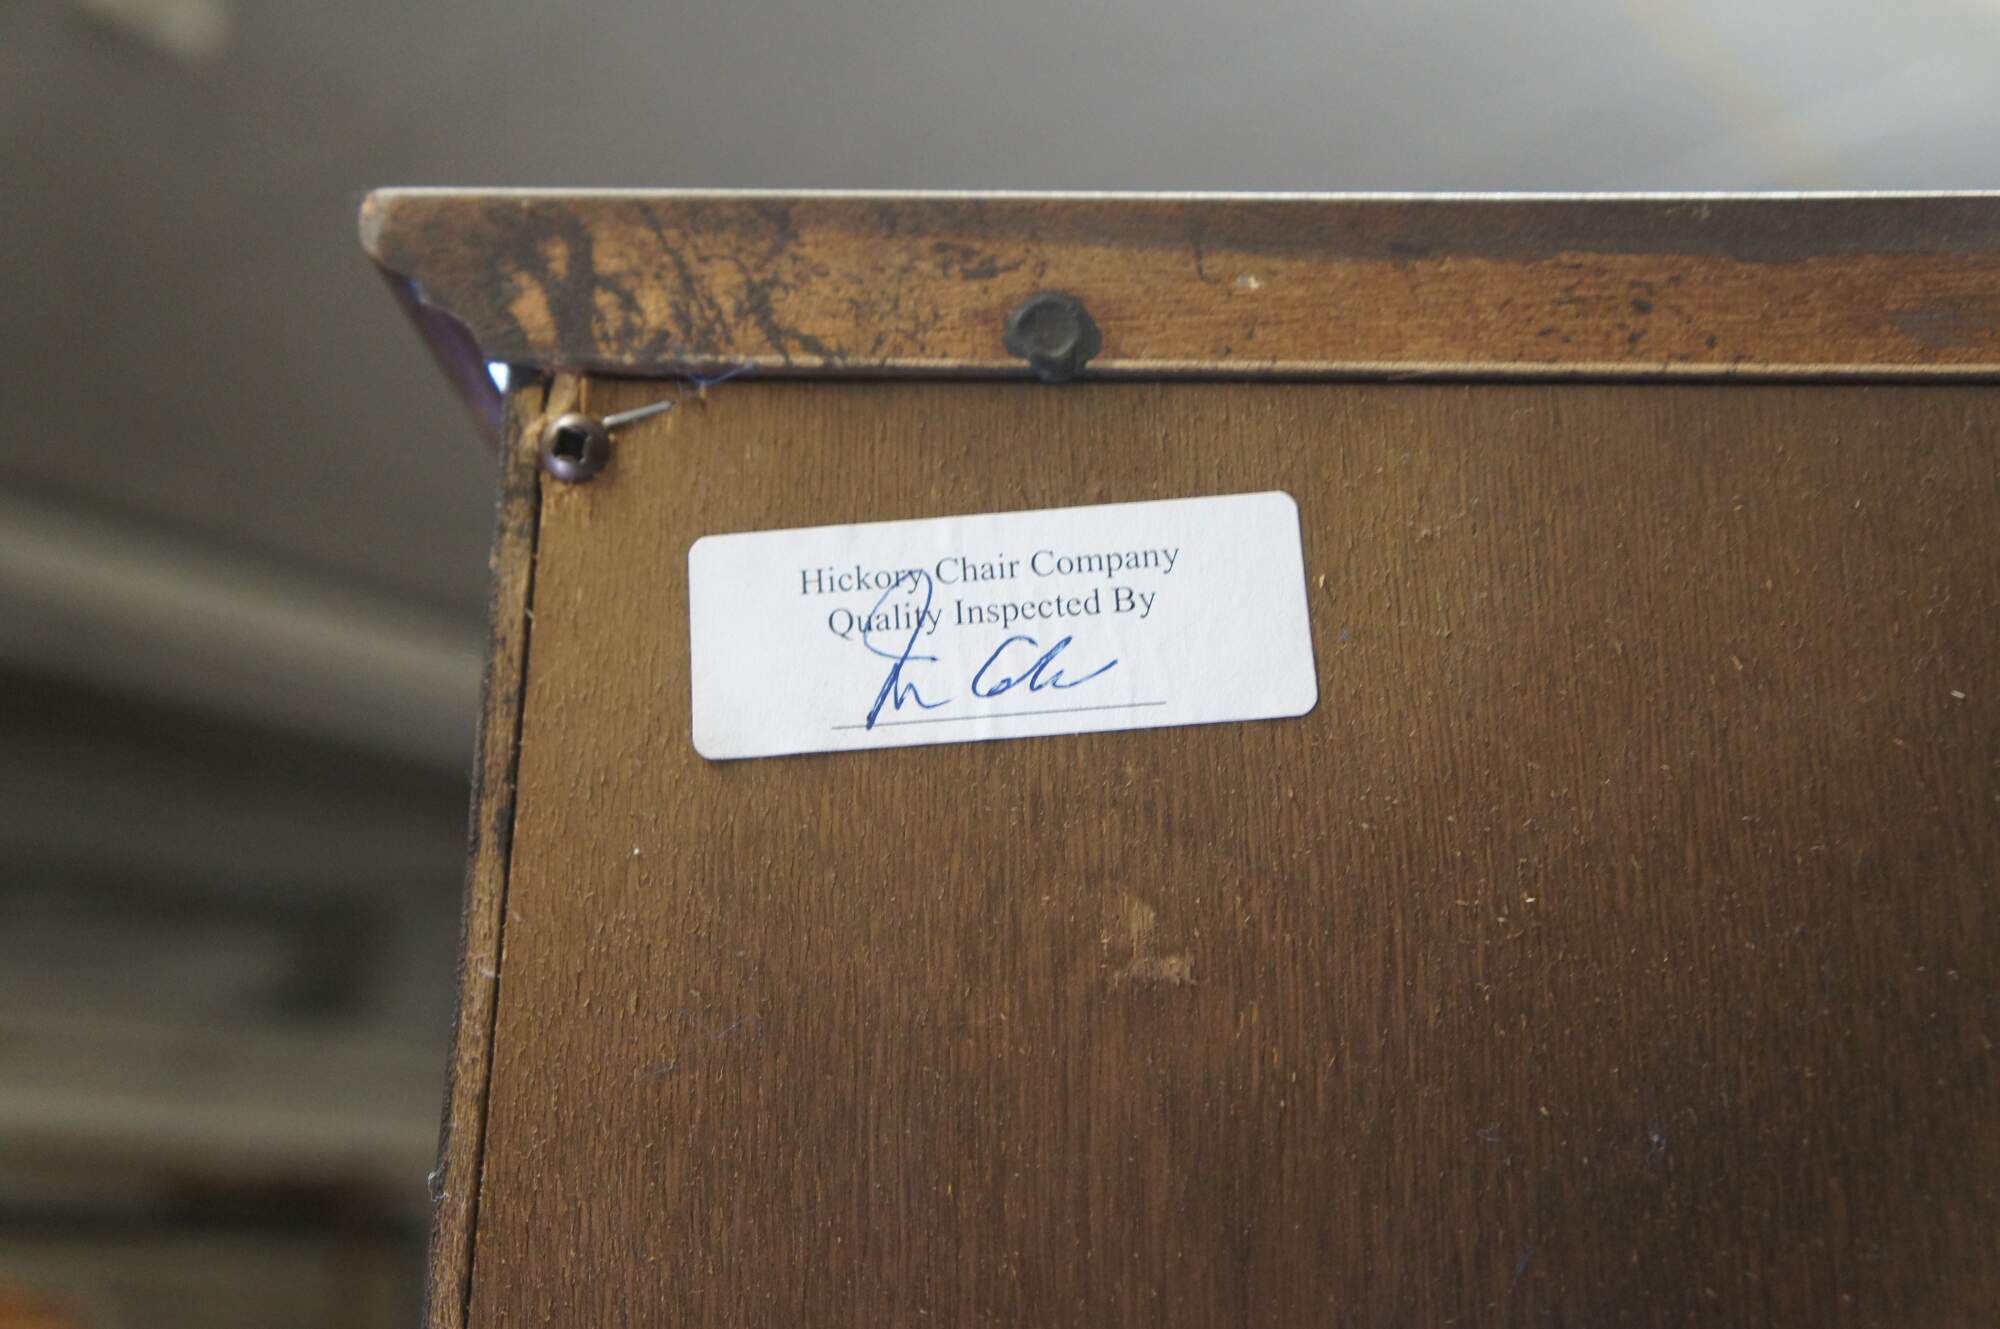 Hickory Chair Company
Quality Inspected By